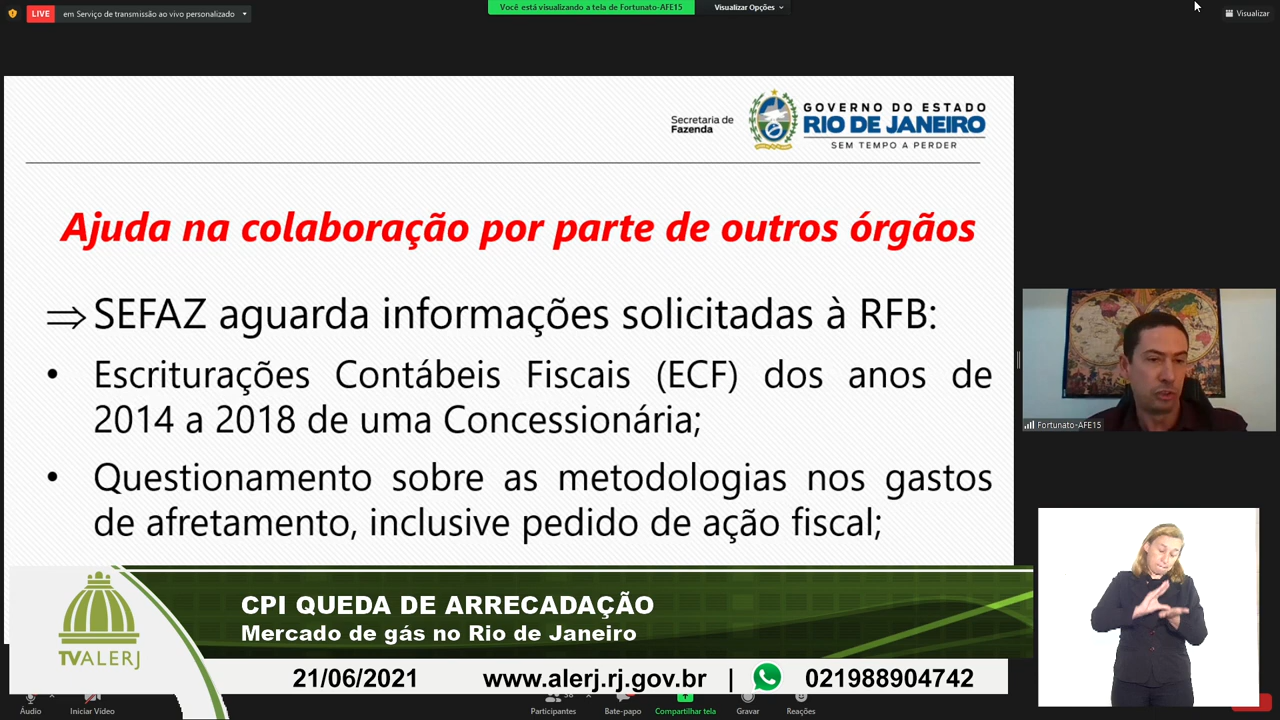 LIVE
em Serviço de transmissão ao vivo personalizado
Você está visualizando a tela de Fortunato-AFE15
Visualizar Opções
Visualizar
Secretaria de
Fazenda
GOVERNO DO ESTADO
RIO DE JANEIRO
SEM TEMPO A PERDER
Ajuda na colaboração por parte de outros órgãos
⇒ SEFAZ aguarda informações solicitadas à RFB:
• Escriturações Contábeis Fiscais (ECF) dos anos de
2014 a 2018 de uma Concessionária;
• Questionamento sobre as metodologias nos gastos
de afretamento, inclusive pedido de ação fiscal;
Fortunato-AFE15
CPI QUEDA DE ARRECADAÇÃO
Mercado de gás no Rio de Janeiro
TVALERJ
21/06/2021 www.alerj.rj.gov.br | 021988904742
Áudio
Iniciar Vídeo
Participantes
Bate-papo
Compartilhar tela
Gravar
Reações